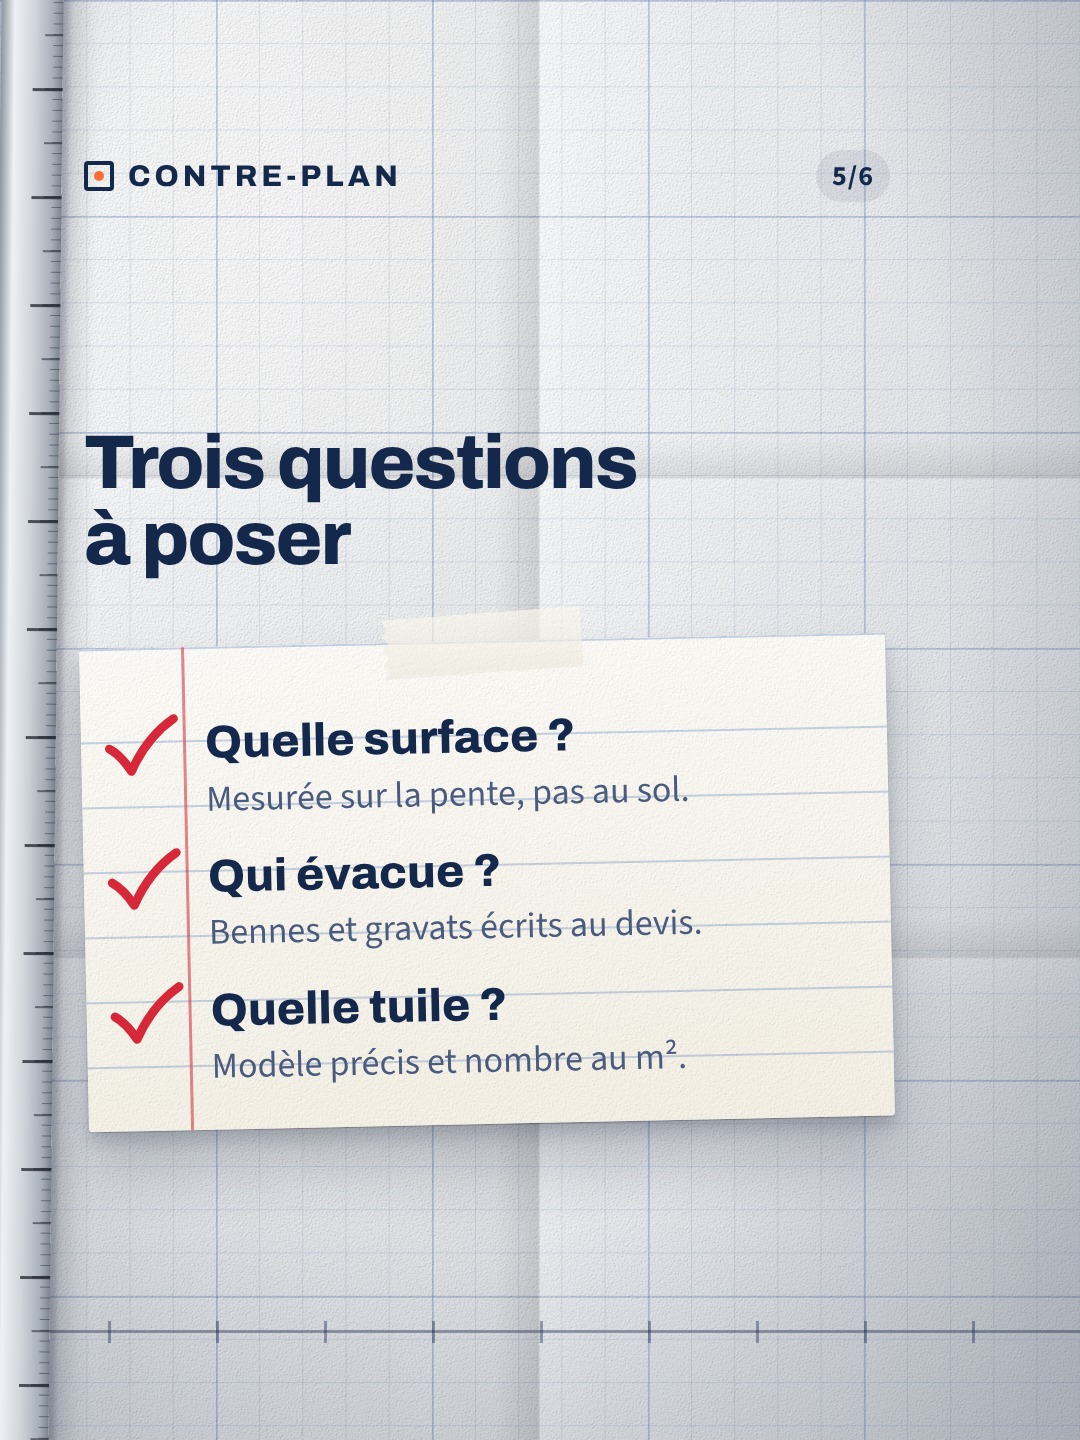 CONTRE-PLAN
5/6
Trois questions
à poser
Quelle surface ?
Mesurée sur la pente, pas au sol.
Qui évacue ?
Bennes et gravats écrits au devis.
Quelle tuile ?
Modèle précis et nombre au m².